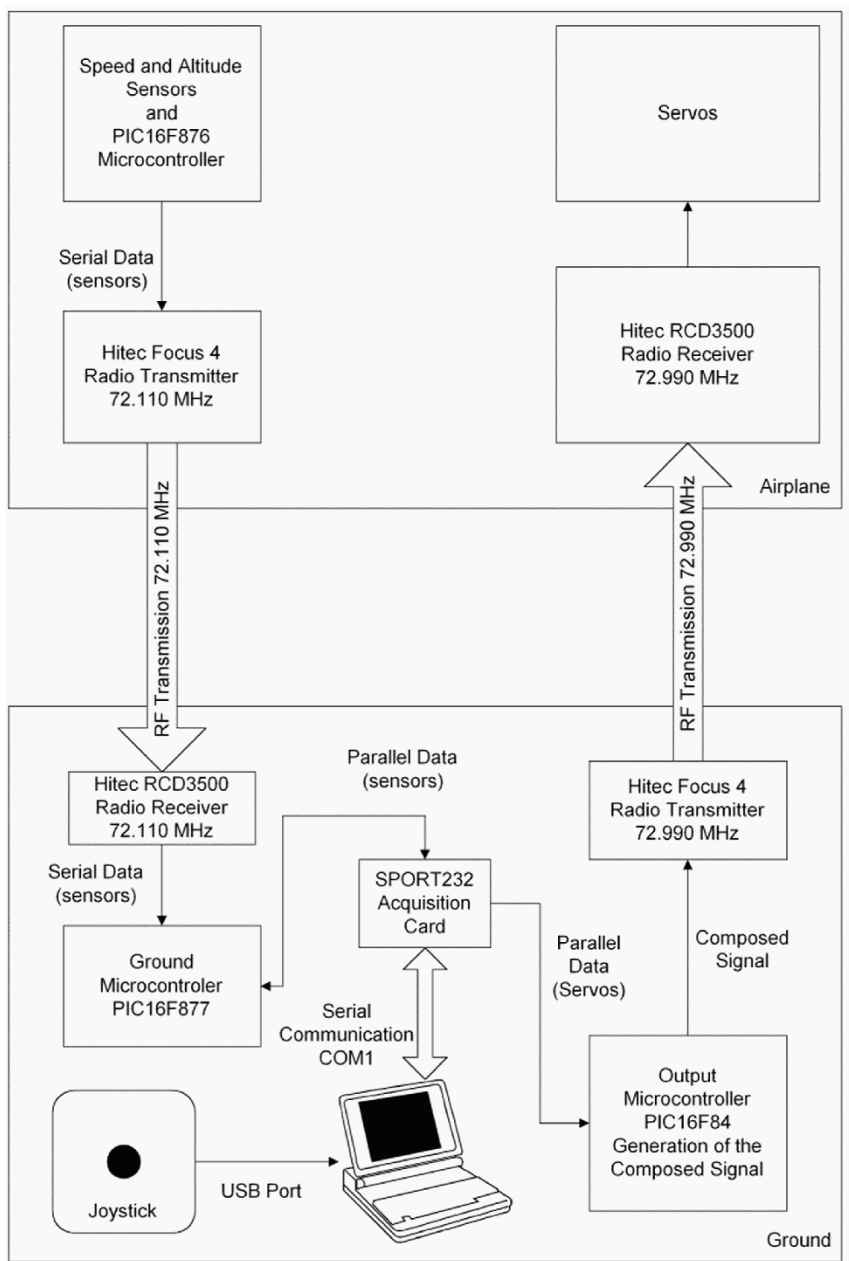 Speed and Altitude
Sensors
and
PIC16F876
Microcontroller
Servos
Serial Data
(sensors)
Hitec Focus 4
Radio Transmitter
72.110 MHz
Hitec RCD3500
Radio Receiver
72.990 MHz
Airplane
RF Transmission 72.110 MHz
RF Transmission 72.990 MHz
Hitec RCD3500
Radio Receiver
72.110 MHz
Parallel Data
(sensors)
Hitec Focus 4
Radio Transmitter
72.990 MHz
Serial Data
(sensors)
SPORT232
Acquisition
Card
Ground
Microcontroler
PIC16F877
Parallel
Data
(Servos)
Composed
Signal
Serial
Communication
COM1
Output
Microcontroller
PIC16F84
Generation of the
Composed Signal
Joystick
USB Port
Ground